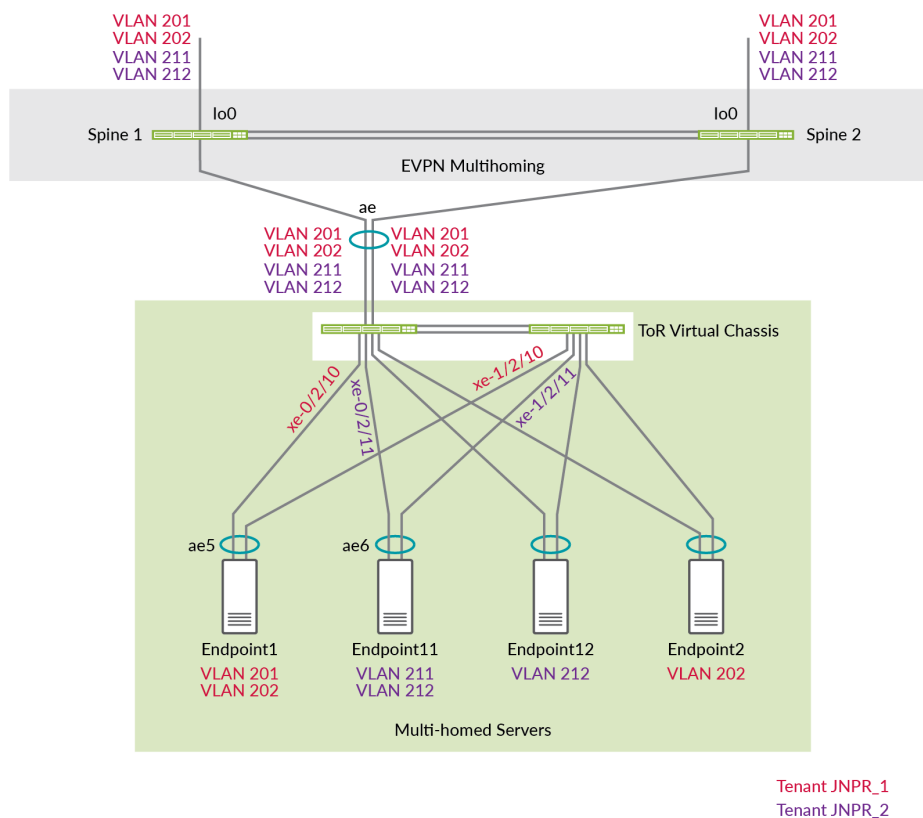 VLAN 201
VLAN 202
VLAN 211
VLAN 212
VLAN 201
VLAN 202
VLAN 211
VLAN 212
lo0
lo0
Spine 1
Spine 2
EVPN Multihoming
ae
VLAN 201
VLAN 202
VLAN 211
VLAN 212
VLAN 201
VLAN 202
VLAN 211
VLAN 212
ToR Virtual Chassis
xe-0/2/10
xe-0/2/11
xe-1/2/10
xe-1/2/11
ae5
ae6
Endpoint1
VLAN 201
VLAN 202
Endpoint11
VLAN 211
VLAN 212
Endpoint12
VLAN 212
Endpoint2
VLAN 202
Multi-homed Servers
Tenant JNPR_1
Tenant JNPR_2